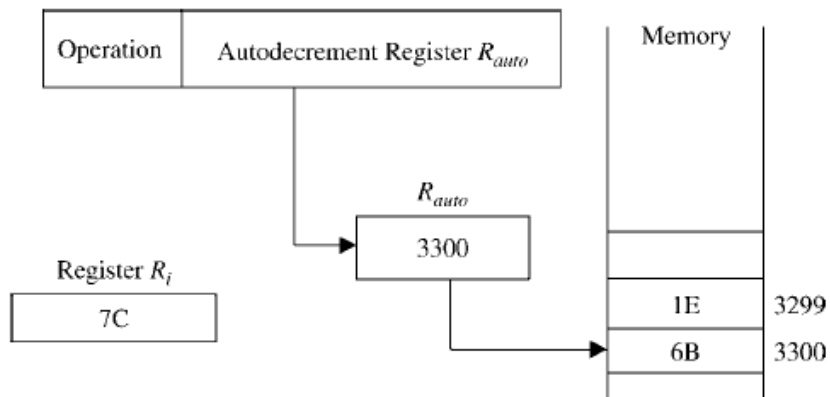 Operation
Autodecrement Register R_auto
Memory
R_auto
3300
Register R_i
7C
1E
3299
6B
3300